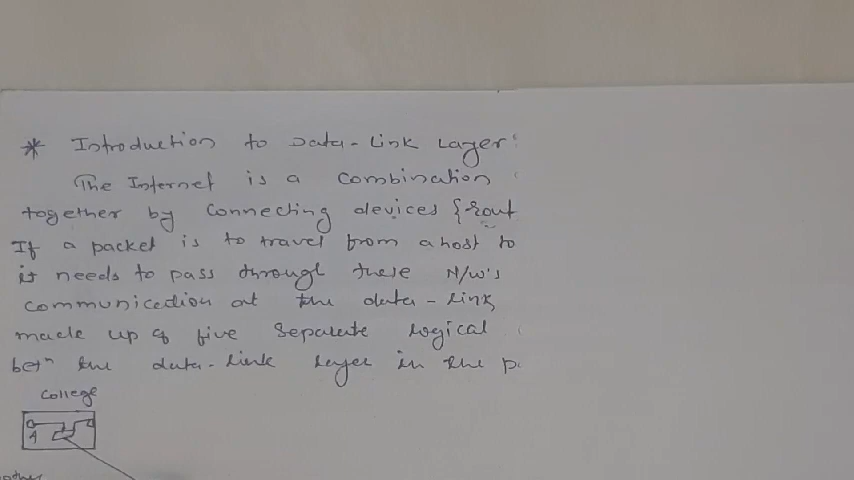 * Introduction to Data-Link Layer:
The Internet is a combination
together by connecting devices {rout
If a packet is to travel from a host to
it needs to pass through these N/w's
communication at the data-link
made up of five separate logical
betn the data-link layer in the p
College
A